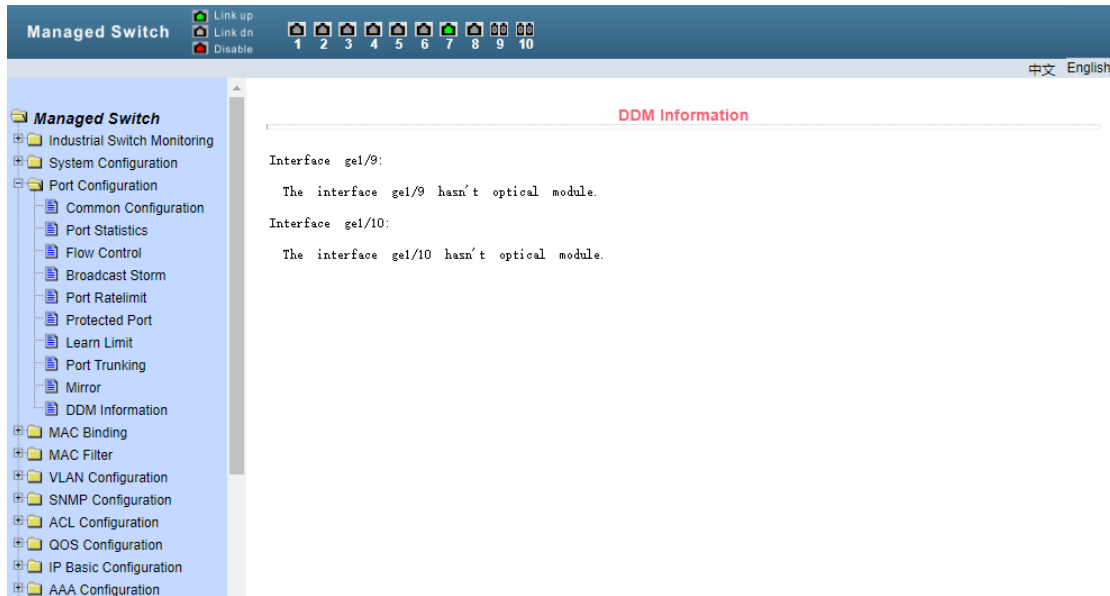 Managed Switch
Link up
Link dn
Disable
1 2 3 4 5 6 7 8 9 10
中文 English
Managed Switch
Industrial Switch Monitoring
System Configuration
Port Configuration
Common Configuration
Port Statistics
Flow Control
Broadcast Storm
Port Ratelimit
Protected Port
Learn Limit
Port Trunking
Mirror
DDM Information
MAC Binding
MAC Filter
VLAN Configuration
SNMP Configuration
ACL Configuration
QOS Configuration
IP Basic Configuration
AAA Configuration
DDM Information
Interface ge1/9:
The interface ge1/9 hasn't optical module.
Interface ge1/10:
The interface ge1/10 hasn't optical module.